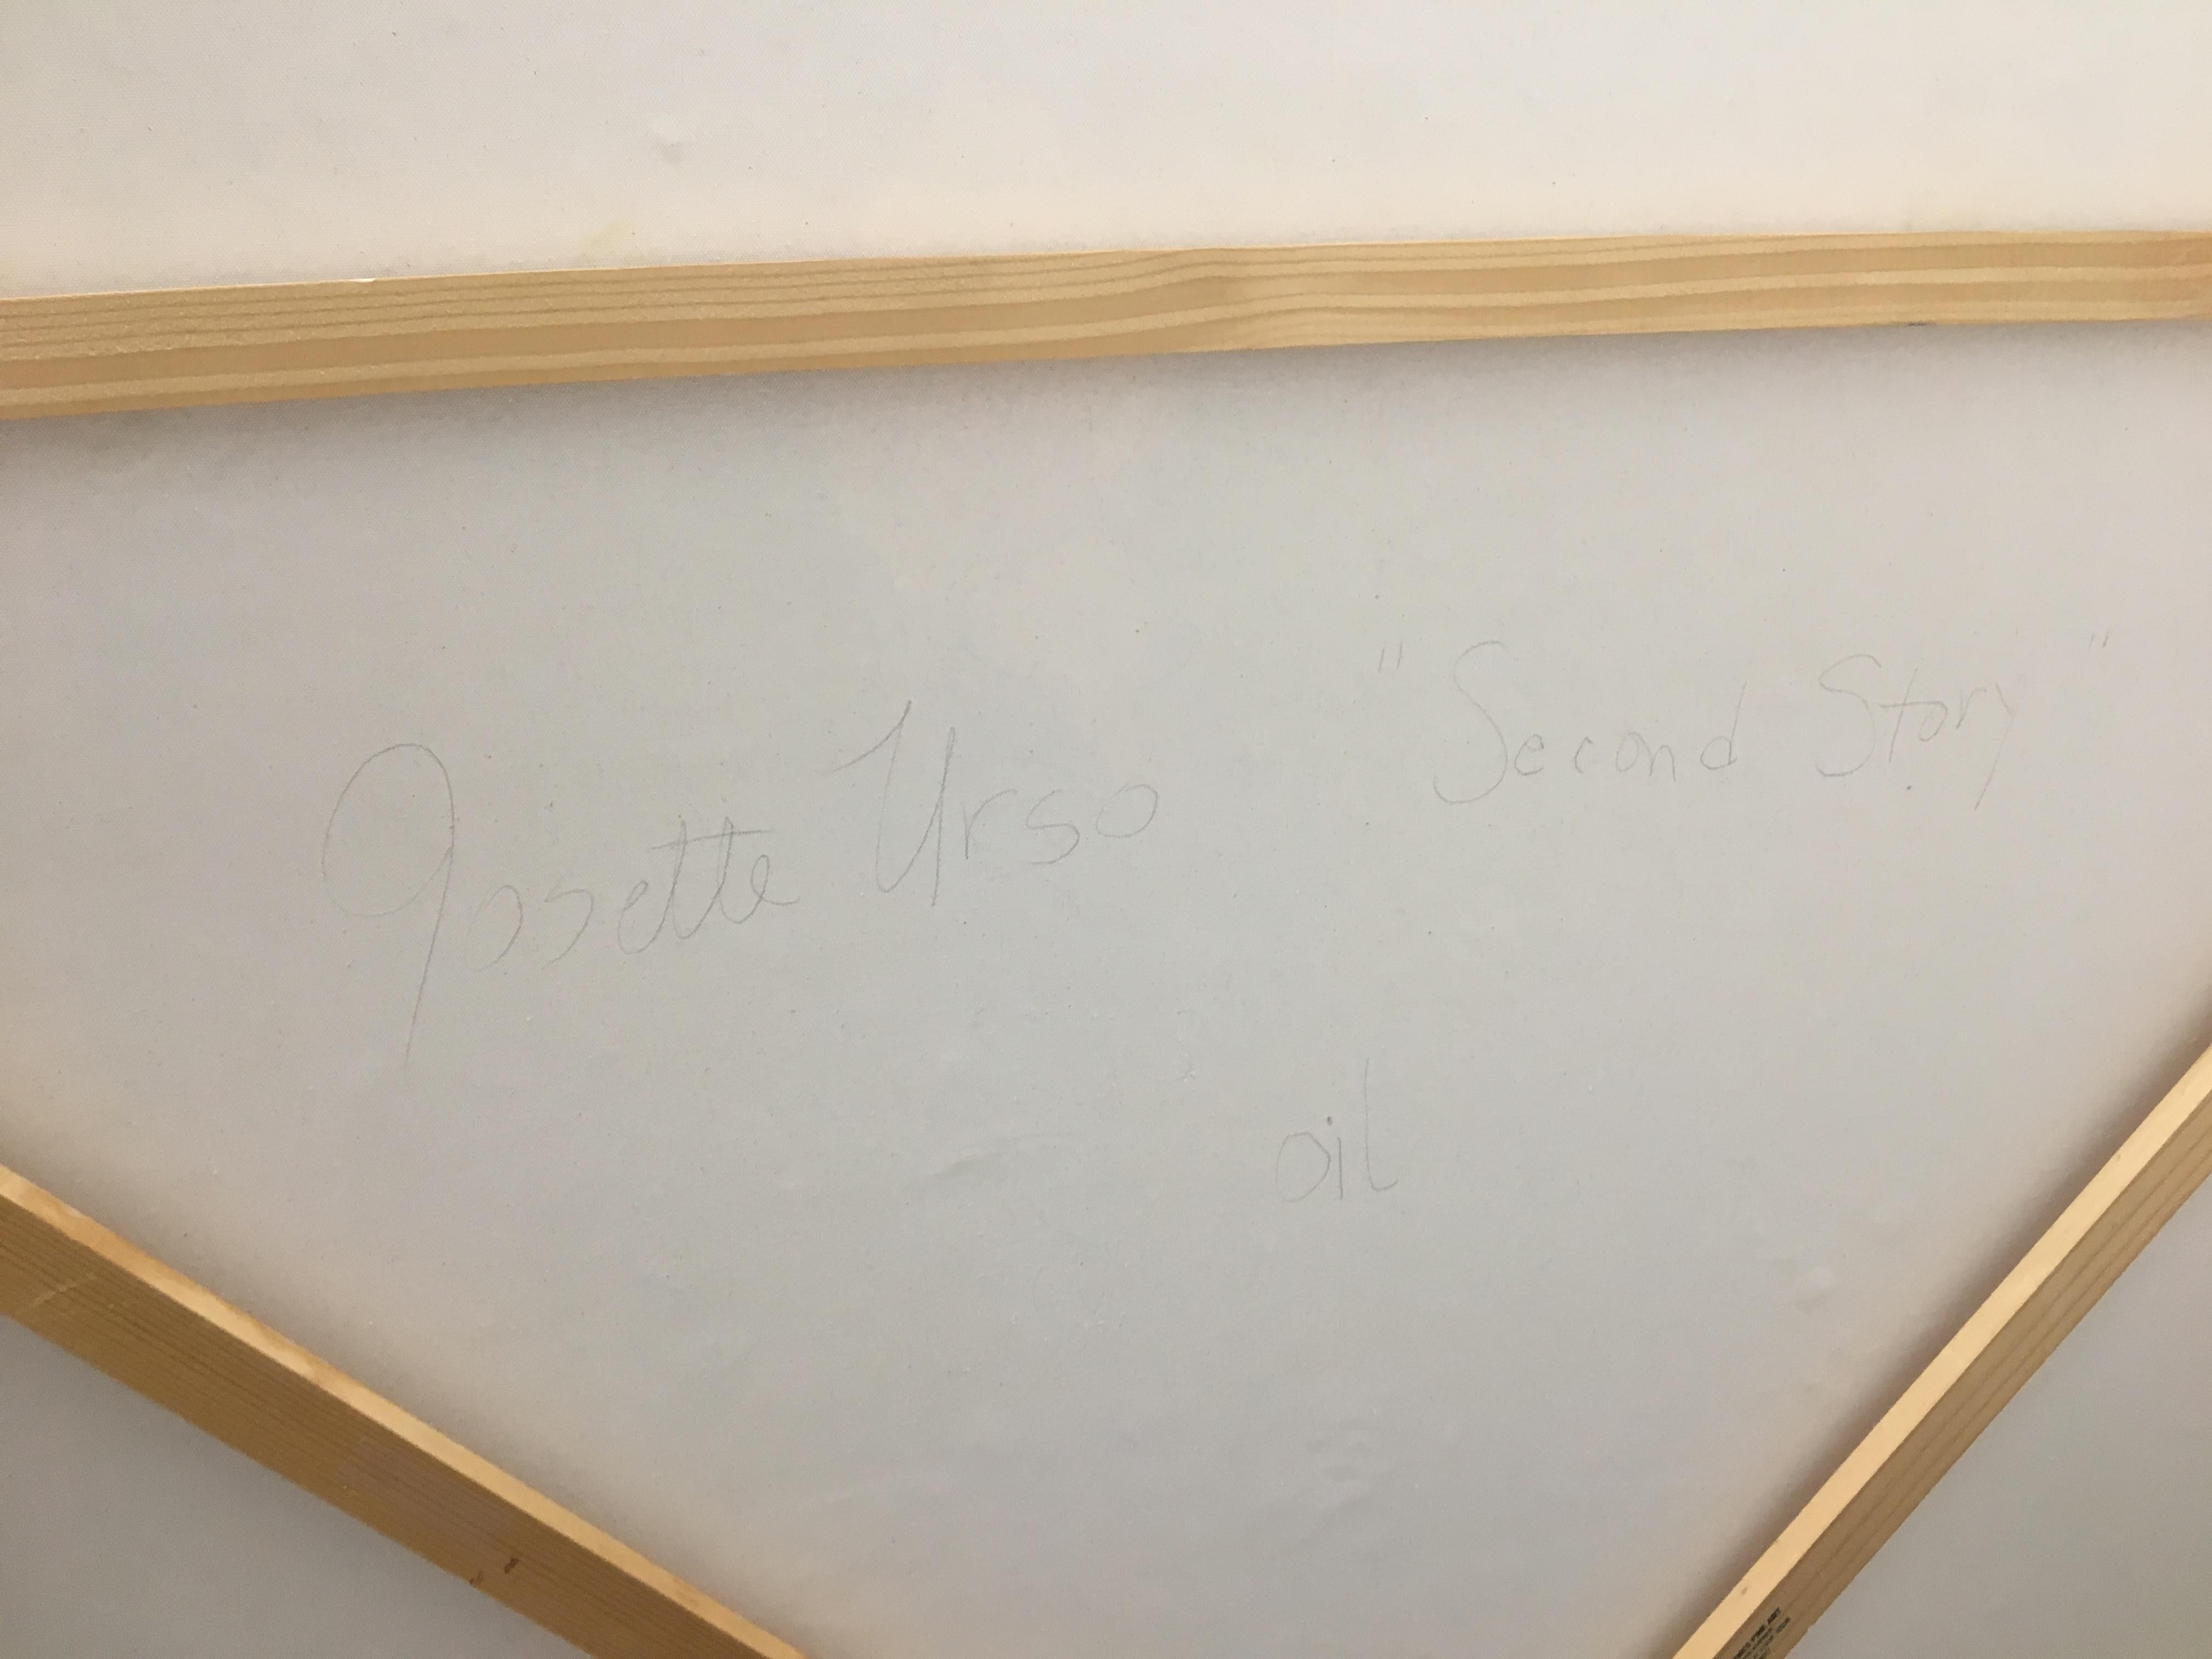 Josette Urso "Second Story"
oil